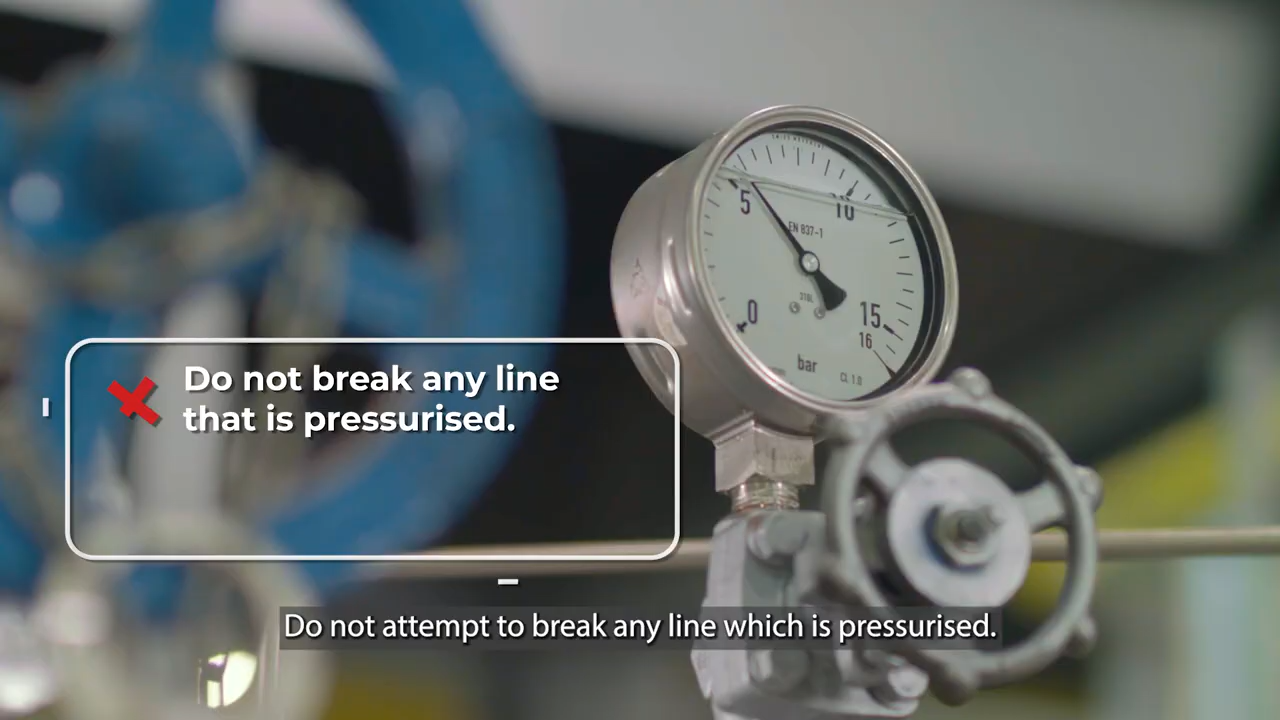 5
10
EN 837-1
316L
0
15
16
bar
CL 1.0
Do not break any line
that is pressurised.
Do not attempt to break any line which is pressurised.